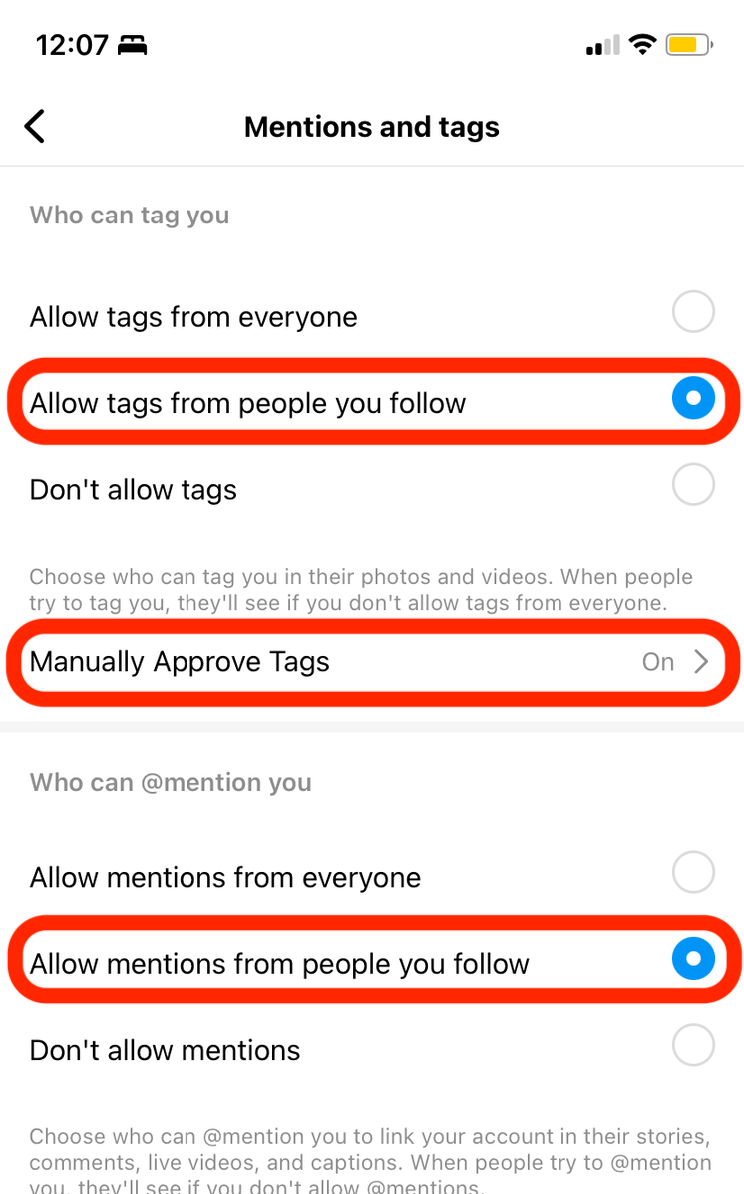 12:07
Mentions and tags
Who can tag you
Allow tags from everyone
Allow tags from people you follow
Don't allow tags
Choose who can tag you in their photos and videos. When people
try to tag you, they'll see if you don't allow tags from everyone.
Manually Approve Tags On
Who can @mention you
Allow mentions from everyone
Allow mentions from people you follow
Don't allow mentions
Choose who can @mention you to link your account in their stories,
comments, live videos, and captions. When people try to @mention
you, they'll see if you don't allow @mentions.